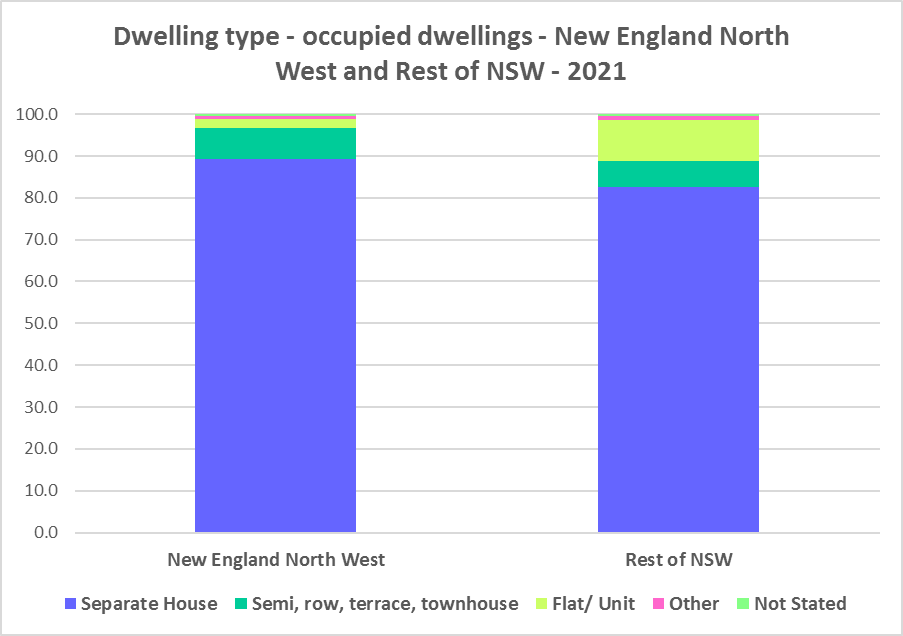 Dwelling type - occupied dwellings - New England North
West and Rest of NSW - 2021
100.0
90.0
80.0
70.0
60.0
50.0
40.0
30.0
20.0
10.0
0.0
New England North West Rest of NSW
Separate House Semi, row, terrace, townhouse Flat/ Unit Other Not Stated